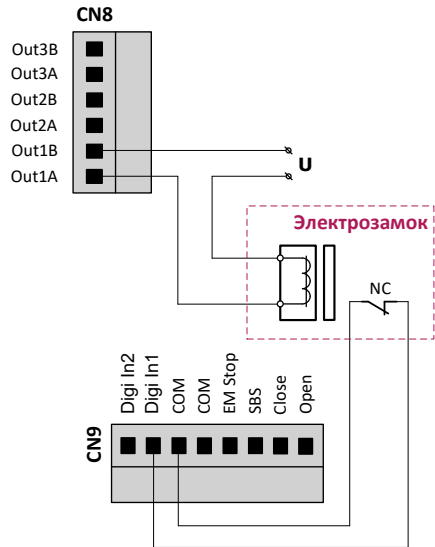 CN8
Out3B
Out3A
Out2B
Out2A
Out1B
Out1A
U
Электрозамок
NC
Digi In2
Digi In1
COM
COM
EM Stop
SBS
Close
Open
CN9